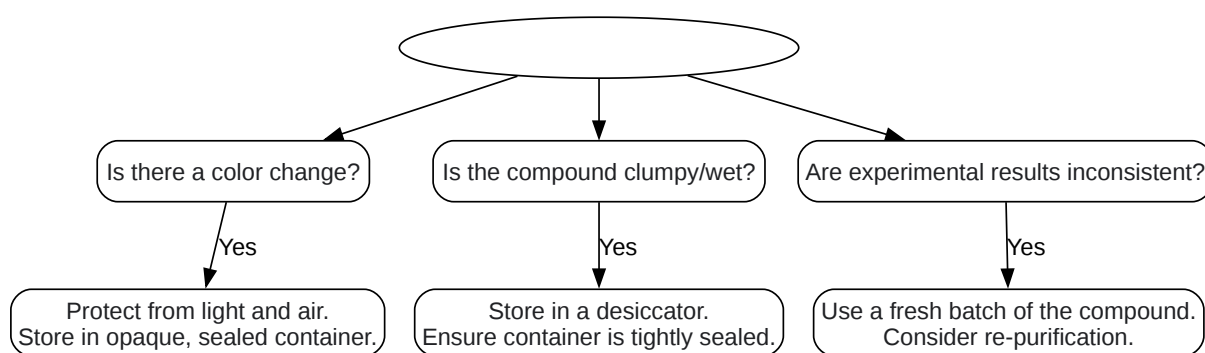 Is there a color change?
Is the compound clumpy/wet?
Are experimental results inconsistent?
Yes
Yes
Yes
Protect from light and air.
Store in opaque, sealed container.
Store in a desiccator.
Ensure container is tightly sealed.
Use a fresh batch of the compound.
Consider re-purification.